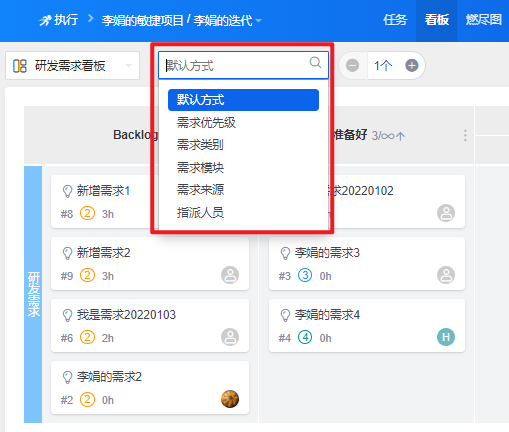 执行 李娟的敏捷项目 / 李娟的迭代 任务 看板 燃尽图
研发需求看板 默认方式 1个
默认方式
需求优先级
需求类别
需求模块
需求来源
指派人员
Backlog 准备好 3/∞
研发需求
新增需求1
#8 2 3h
新增需求2
#9 2 3h
我是需求20220103
#6 2 2h
李娟的需求2
#2 2 0h
需求20220102
李娟的需求3
#3 3 0h
李娟的需求4
#4 4 0h H